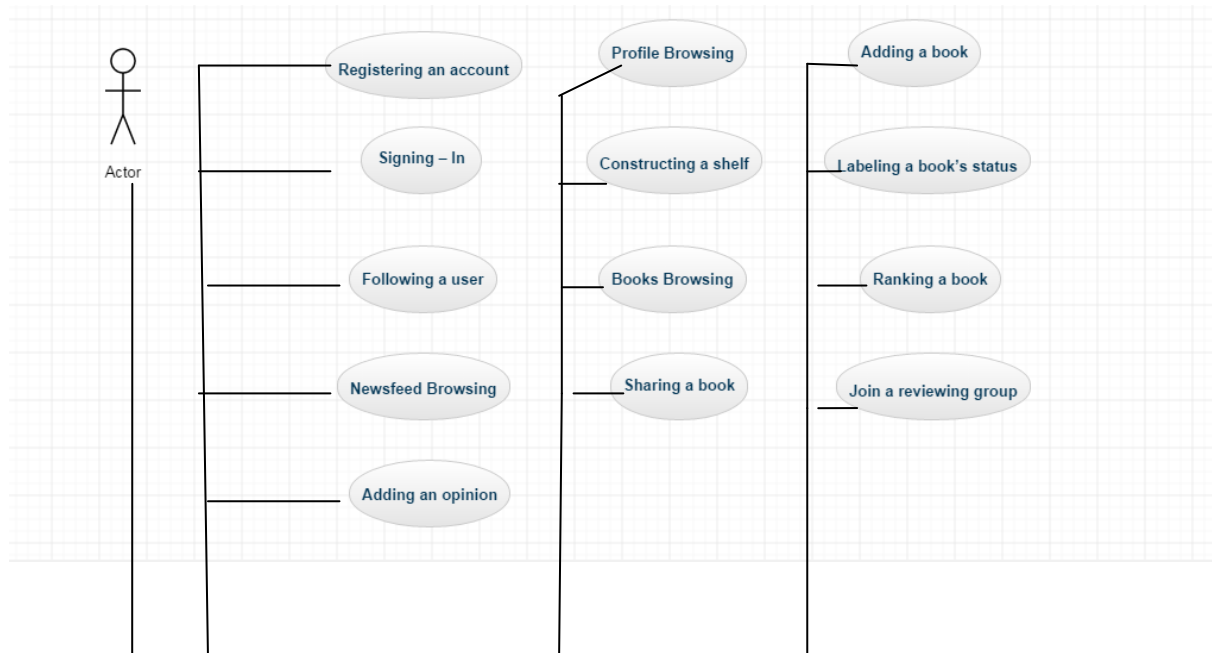 Actor
Registering an account
Signing – In
Following a user
Newsfeed Browsing
Adding an opinion
Profile Browsing
Constructing a shelf
Books Browsing
Sharing a book
Adding a book
Labeling a book’s status
Ranking a book
Join a reviewing group